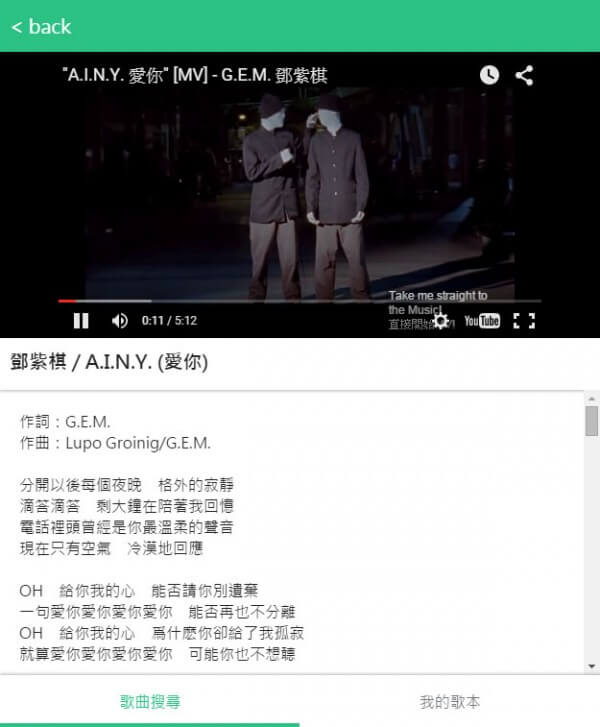 < back
"A.I.N.Y. 愛你" [MV] - G.E.M. 鄧紫棋
Take me straight to
the Music!
直接開始
0:11 / 5:12
YouTube
鄧紫棋 / A.I.N.Y. (愛你)
作詞：G.E.M.
作曲：Lupo Groinig/G.E.M.
分開以後每個夜晚　格外的寂靜
滴答滴答　剩大鐘在陪著我回憶
電話裡頭曾經是你最溫柔的聲音
現在只有空氣　冷漠地回應
OH　給你我的心　能否請你別遺棄
一句愛你愛你愛你愛你　能否再也不分離
OH　給你我的心　爲什麽你卻給了我孤寂
就算愛你愛你愛你愛你　可能你也不想聽
歌曲搜尋
我的歌本